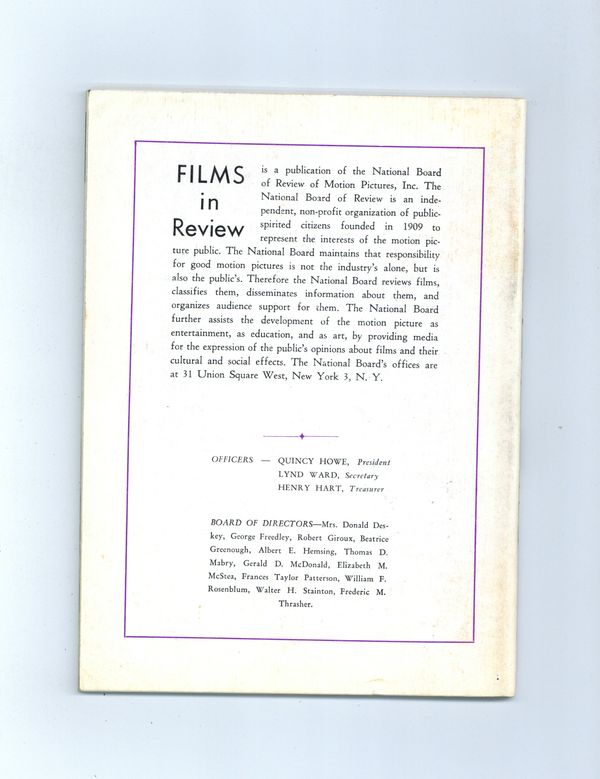 FILMS
in
Review
is a publication of the National Board
of Review of Motion Pictures, Inc. The
National Board of Review is an inde-
pendent, non-profit organization of public-
spirited citizens founded in 1909 to
represent the interests of the motion pic-
ture public. The National Board maintains that responsibility
for good motion pictures is not the industry's alone, but is
also the public's. Therefore the National Board reviews films,
classifies them, disseminates information about them, and
organizes audience support for them. The National Board
further assists the development of the motion picture as
entertainment, as education, and as art, by providing media
for the expression of the public's opinions about films and their
cultural and social effects. The National Board's offices are
at 31 Union Square West, New York 3, N. Y.
OFFICERS — QUINCY HOWE, President
LYND WARD, Secretary
HENRY HART, Treasurer
BOARD OF DIRECTORS—Mrs. Donald Des-
key, George Freedley, Robert Giroux, Beatrice
Greenough, Albert E. Hemsing, Thomas D.
Mabry, Gerald D. McDonald, Elizabeth M.
McStea, Frances Taylor Patterson, William F.
Rosenblum, Walter H. Stainton, Frederic M.
Thrasher.